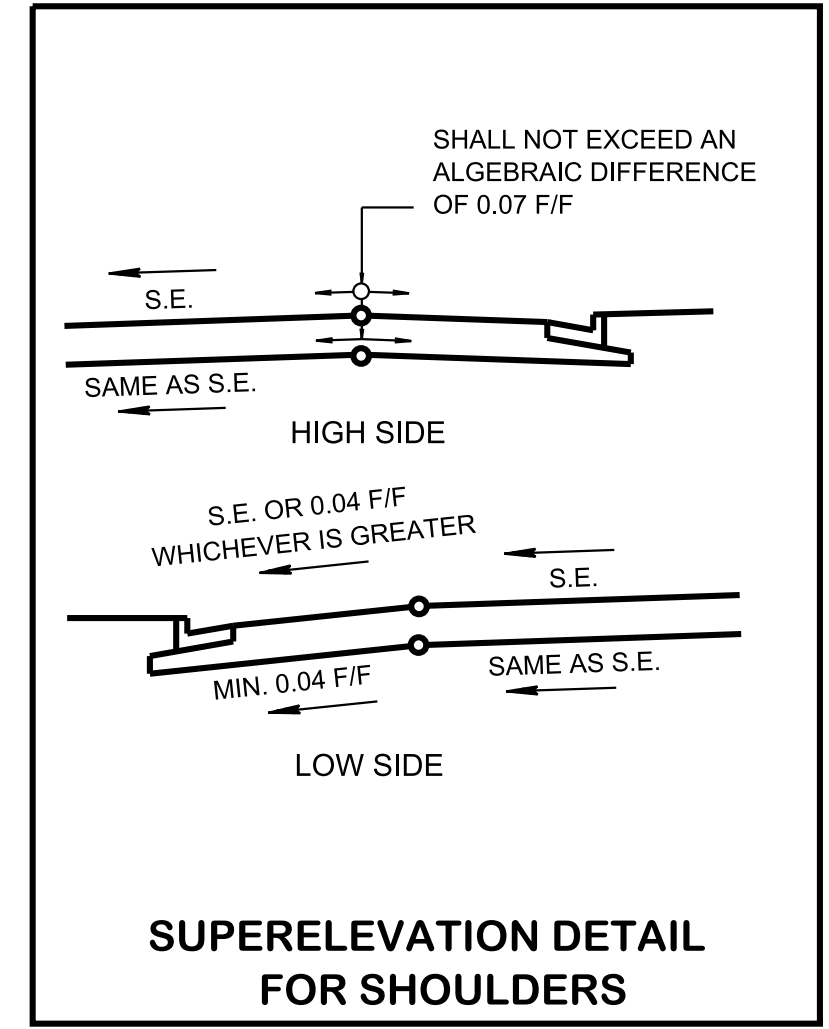 SHALL NOT EXCEED AN
ALGEBRAIC DIFFERENCE
OF 0.07 F/F
S.E.
SAME AS S.E.
HIGH SIDE
S.E. OR 0.04 F/F
WHICHEVER IS GREATER
S.E.
MIN. 0.04 F/F
SAME AS S.E.
LOW SIDE
SUPERELEVATION DETAIL
FOR SHOULDERS